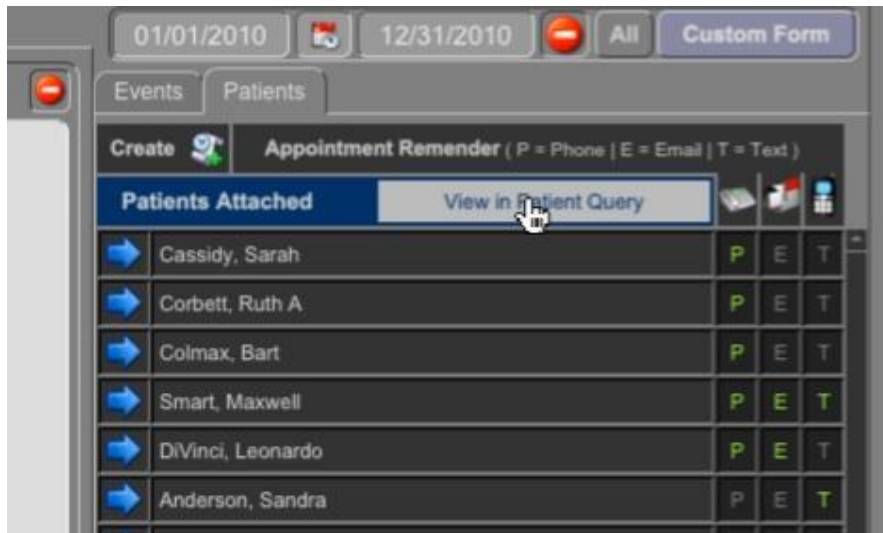 01/01/2010 12/31/2010 All Custom Form
Events Patients
Create Appointment Remender ( P = Phone | E = Email | T = Text )
Patients Attached View in Patient Query
Cassidy, Sarah P E T
Corbett, Ruth A P E T
Colmax, Bart P E T
Smart, Maxwell P E T
DiVinci, Leonardo P E T
Anderson, Sandra P E T